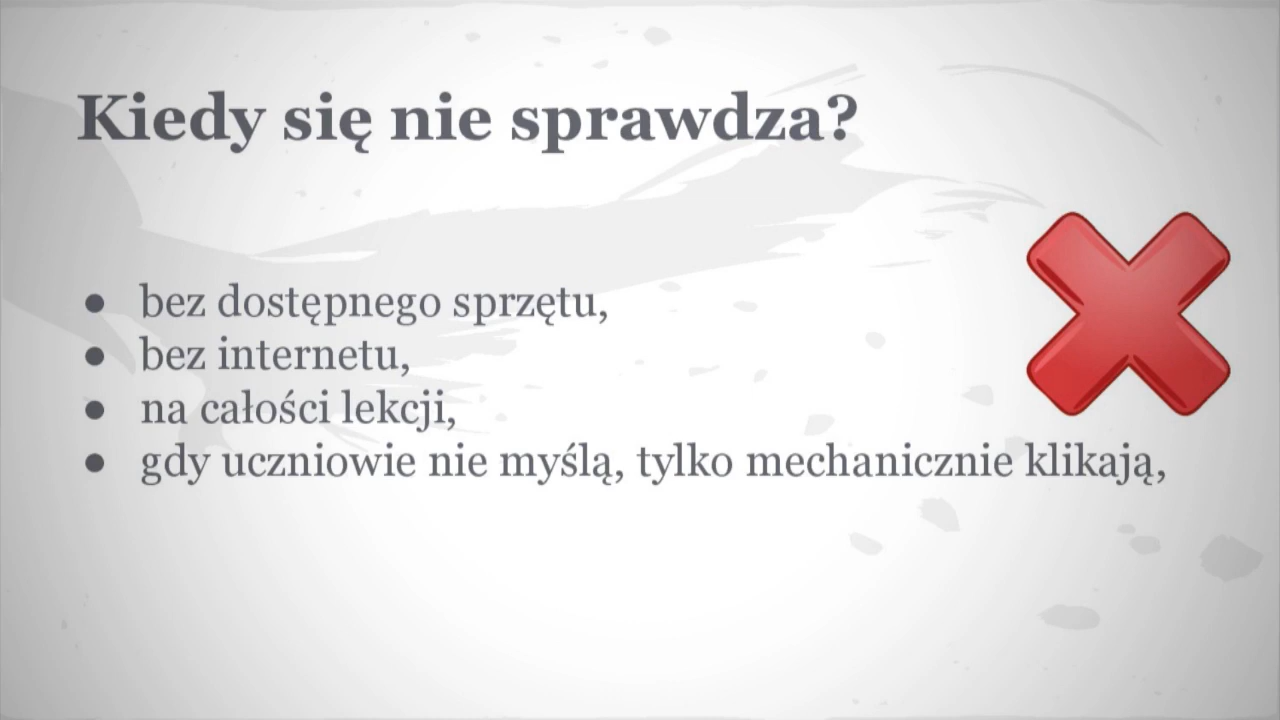 Kiedy się nie sprawdza?
● bez dostępnego sprzętu,
● bez internetu,
● na całości lekcji,
● gdy uczniowie nie myślą, tylko mechanicznie klikają,